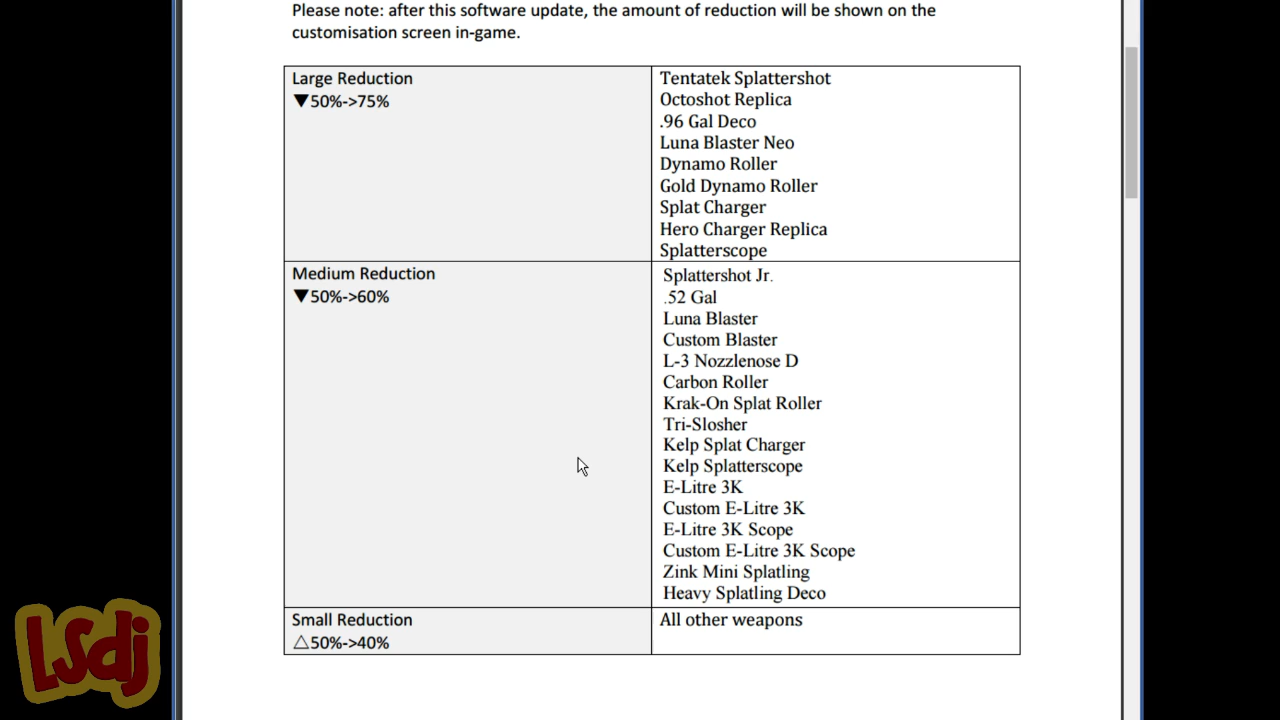 Please note: after this software update, the amount of reduction will be shown on the
customisation screen in-game.
Large Reduction
▼50%->75%
Tentatek Splattershot
Octoshot Replica
.96 Gal Deco
Luna Blaster Neo
Dynamo Roller
Gold Dynamo Roller
Splat Charger
Hero Charger Replica
Splatterscope
Medium Reduction
▼50%->60%
Splattershot Jr.
.52 Gal
Luna Blaster
Custom Blaster
L-3 Nozzlenose D
Carbon Roller
Krak-On Splat Roller
Tri-Slosher
Kelp Splat Charger
Kelp Splatterscope
E-Litre 3K
Custom E-Litre 3K
E-Litre 3K Scope
Custom E-Litre 3K Scope
Zink Mini Splatling
Heavy Splatling Deco
Small Reduction
△50%->40%
All other weapons
LSdj